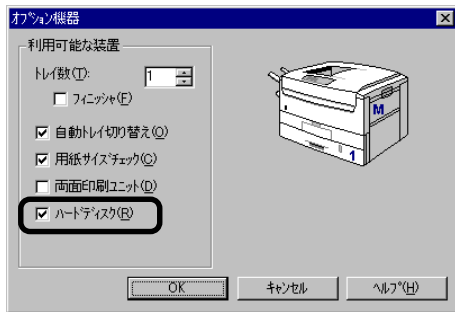 オプション機器
利用可能な装置
トレイ数(T):
1
フィニッシャ(F)
自動トレイ切り替え(O)
用紙サイズチェック(C)
両面印刷ユニット(D)
ハードディスク(R)
M
1
OK
キャンセル
ヘルプ(H)